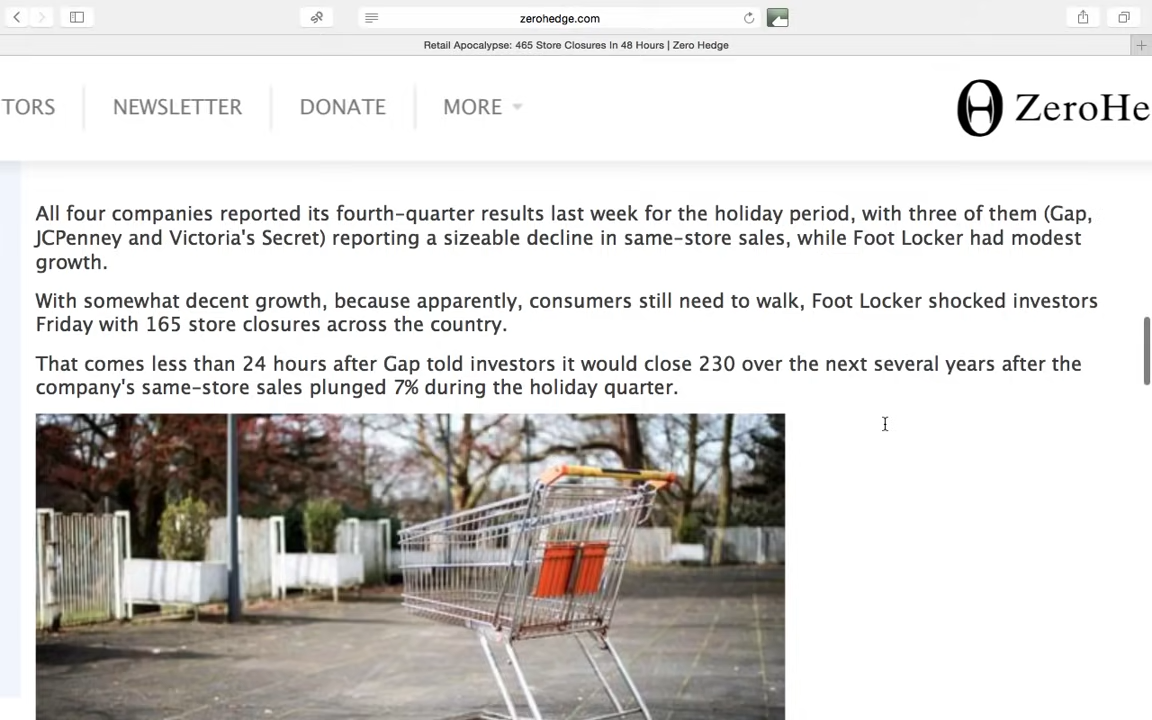 zerohedge.com
Retail Apocalypse: 465 Store Closures In 48 Hours | Zero Hedge
TORS
NEWSLETTER
DONATE
MORE
ZeroHe
All four companies reported its fourth-quarter results last week for the holiday period, with three of them (Gap,
JCPenney and Victoria's Secret) reporting a sizeable decline in same-store sales, while Foot Locker had modest
growth.
With somewhat decent growth, because apparently, consumers still need to walk, Foot Locker shocked investors
Friday with 165 store closures across the country.
That comes less than 24 hours after Gap told investors it would close 230 over the next several years after the
company's same-store sales plunged 7% during the holiday quarter.